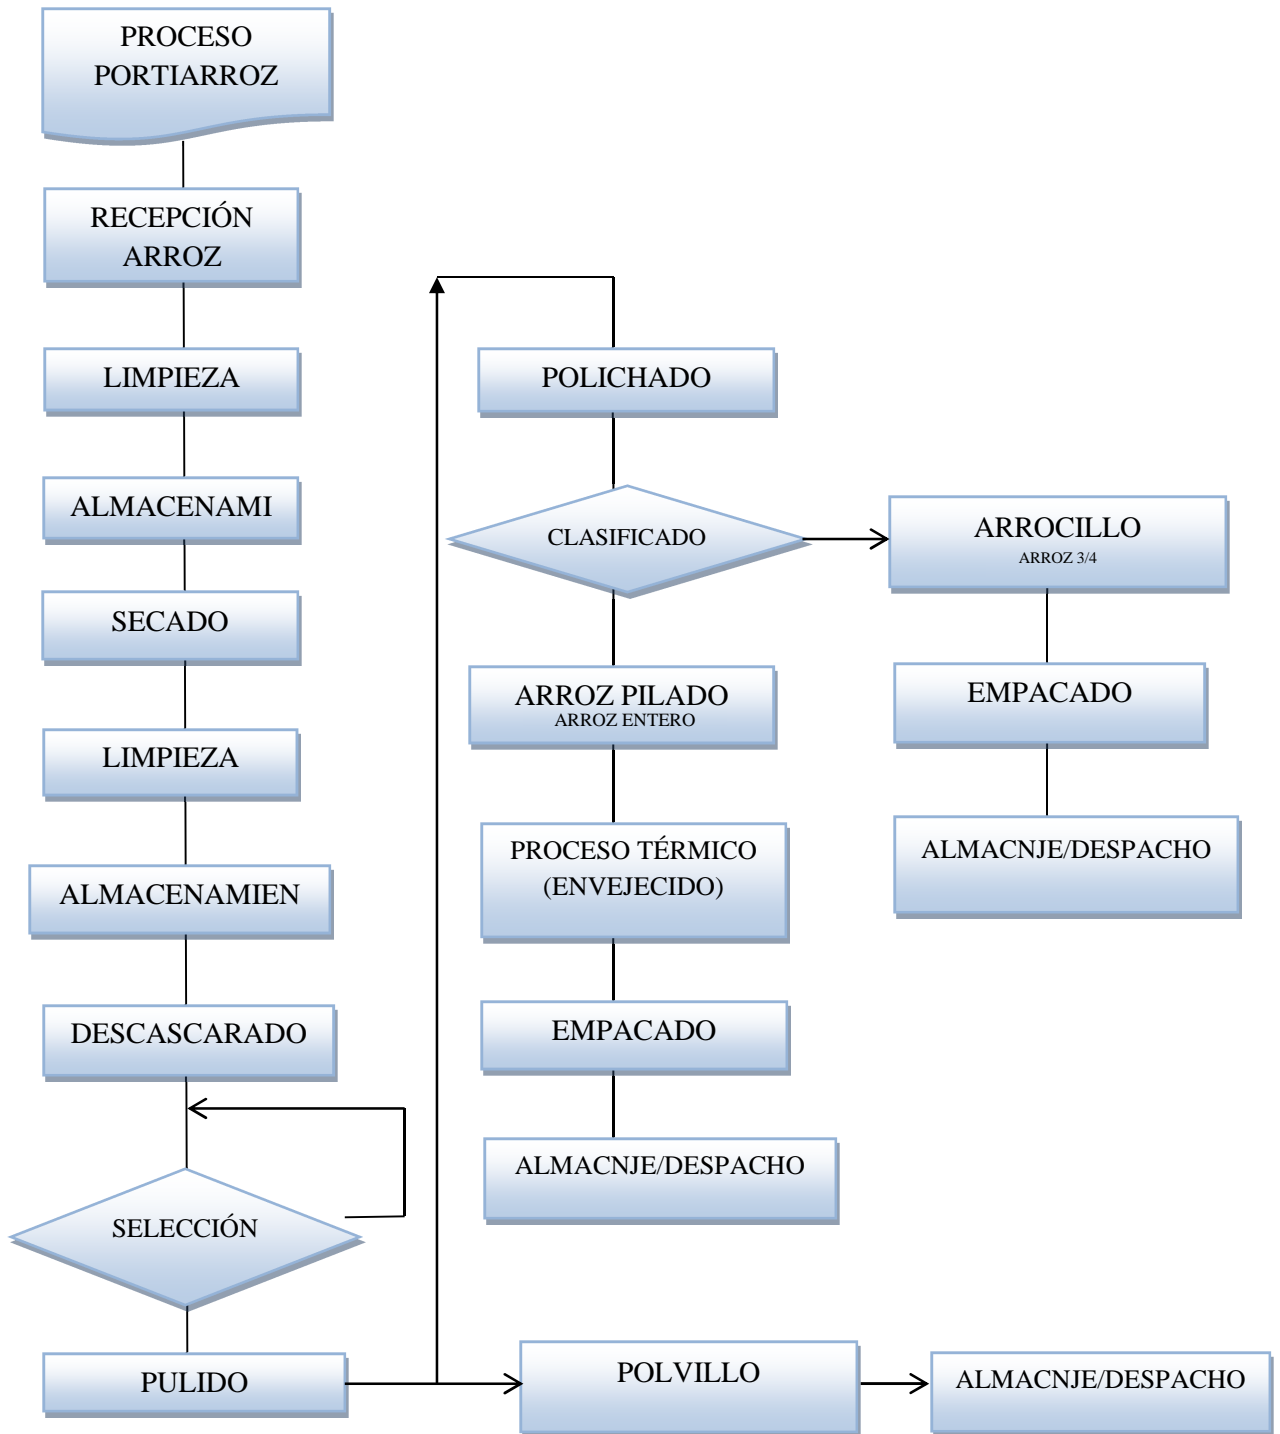 PROCESO
PORTIARROZ
RECEPCIÓN
ARROZ
LIMPIEZA
ALMACENAMI
SECADO
LIMPIEZA
ALMACENAMIEN
DESCASCARADO
SELECCIÓN
PULIDO
POLICHADO
CLASIFICADO
ARROZ PILADO
ARROZ ENTERO
PROCESO TÉRMICO
(ENVEJECIDO)
EMPACADO
ALMACNJE/DESPACHO
ARROCILLO
ARROZ 3/4
EMPACADO
ALMACNJE/DESPACHO
POLVILLO
ALMACNJE/DESPACHO